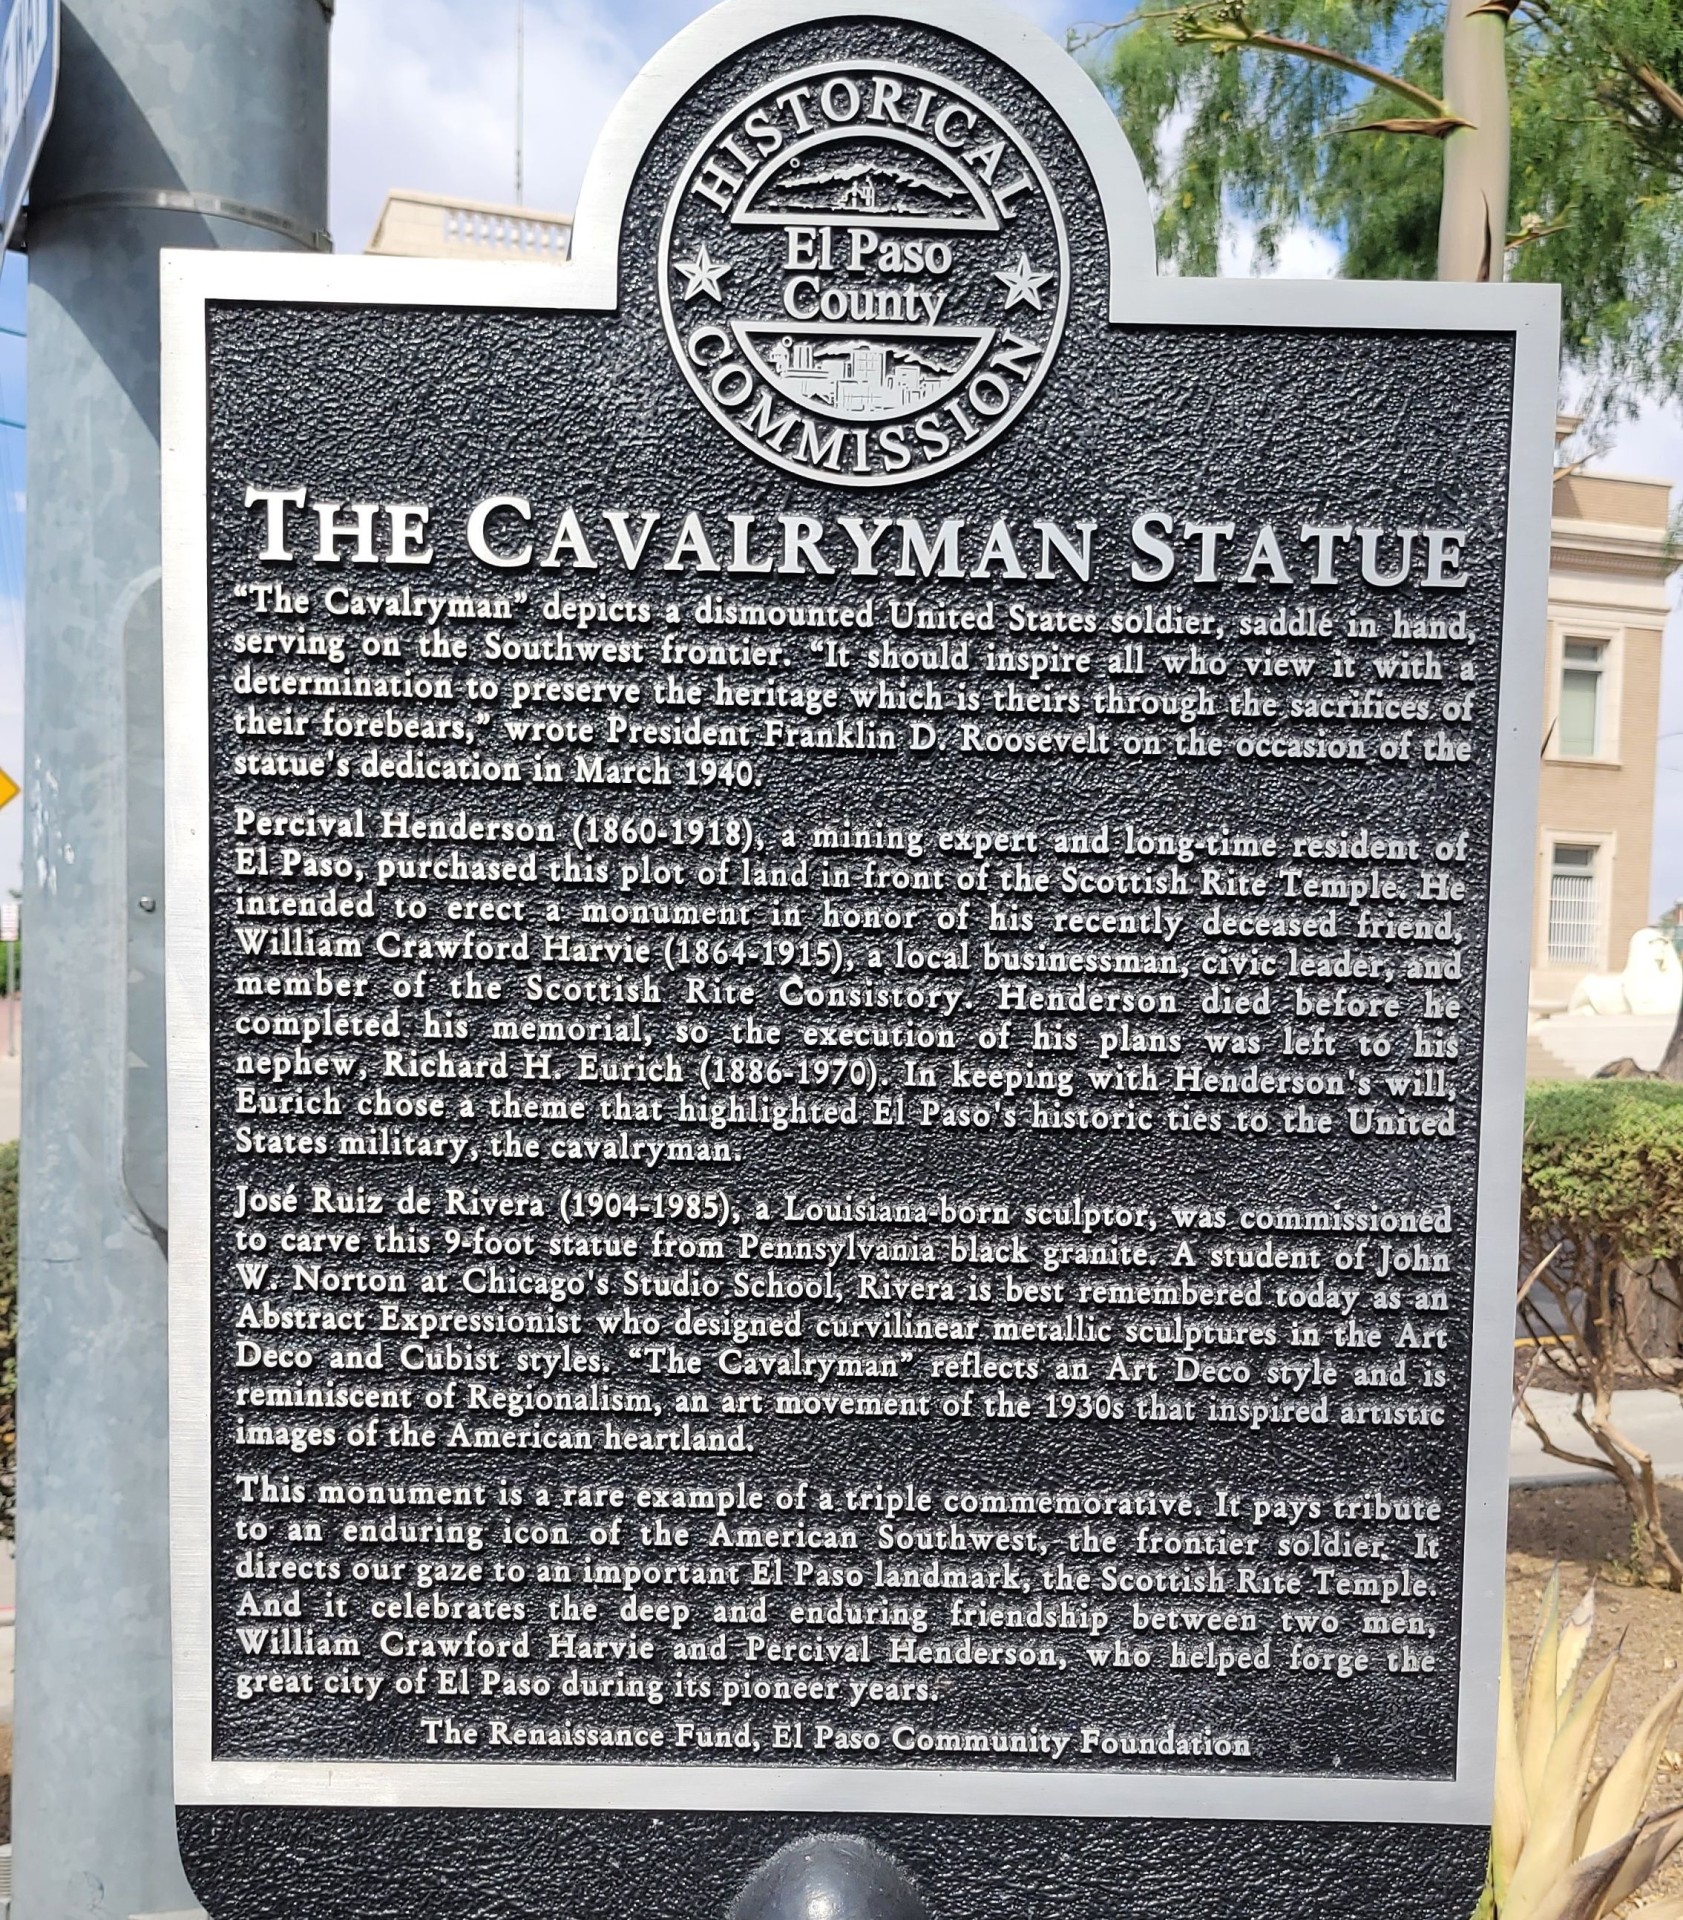 HISTORICAL
El Paso
County
COMMISSION
THE CAVALRYMAN STATUE
“The Cavalryman” depicts a dismounted United States soldier, saddle in hand,
serving on the Southwest frontier. “It should inspire all who view it with a
determination to preserve the heritage which is theirs through the sacrifices of
their forebears,” wrote President Franklin D. Roosevelt on the occasion of the
statue's dedication in March 1940.
Percival Henderson (1860-1918), a mining expert and long-time resident of
El Paso, purchased this plot of land in front of the Scottish Rite Temple. He
intended to erect a monument in honor of his recently deceased friend,
William Crawford Harvie (1864-1915), a local businessman, civic leader, and
member of the Scottish Rite Consistory. Henderson died before he
completed his memorial, so the execution of his plans was left to his
nephew, Richard H. Eurich (1886-1970). In keeping with Henderson's will,
Eurich chose a theme that highlighted El Paso's historic ties to the United
States military, the cavalryman.
José Ruiz de Rivera (1904-1985), a Louisiana-born sculptor, was commissioned
to carve this 9-foot statue from Pennsylvania black granite. A student of John
W. Norton at Chicago's Studio School, Rivera is best remembered today as an
Abstract Expressionist who designed curvilinear metallic sculptures in the Art
Deco and Cubist styles. “The Cavalryman” reflects an Art Deco style and is
reminiscent of Regionalism, an art movement of the 1930s that inspired artistic
images of the American heartland.
This monument is a rare example of a triple commemorative. It pays tribute
to an enduring icon of the American Southwest, the frontier soldier. It
directs our gaze to an important El Paso landmark, the Scottish Rite Temple.
And it celebrates the deep and enduring friendship between two men,
William Crawford Harvie and Percival Henderson, who helped forge the
great city of El Paso during its pioneer years.
The Renaissance Fund, El Paso Community Foundation